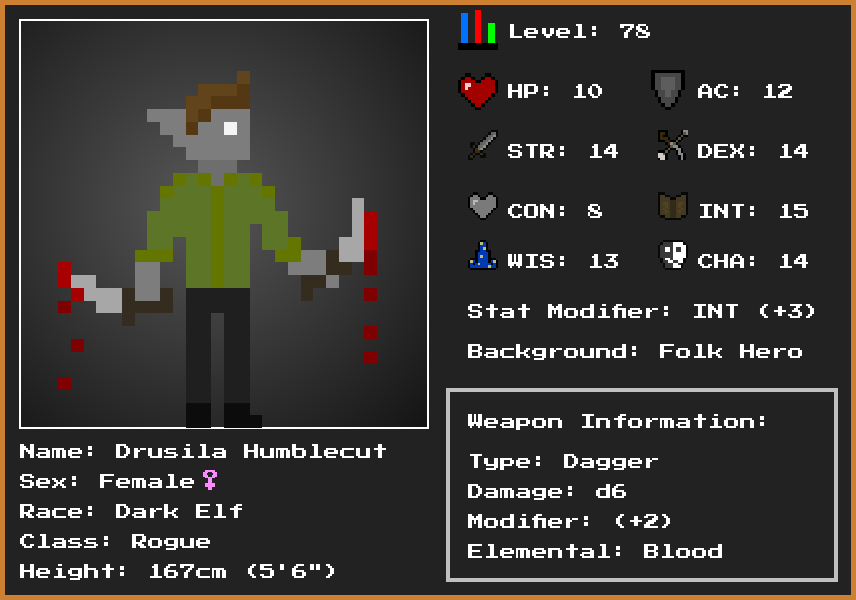 Level: 78
HP: 10
AC: 12
STR: 14
DEX: 14
CON: 8
INT: 15
WIS: 13
CHA: 14
Stat Modifier: INT (+3)
Background: Folk Hero
Weapon Information:
Type: Dagger
Damage: d6
Modifier: (+2)
Elemental: Blood
Name: Drusila Humblecut
Sex: Female♀
Race: Dark Elf
Class: Rogue
Height: 167cm (5'6")